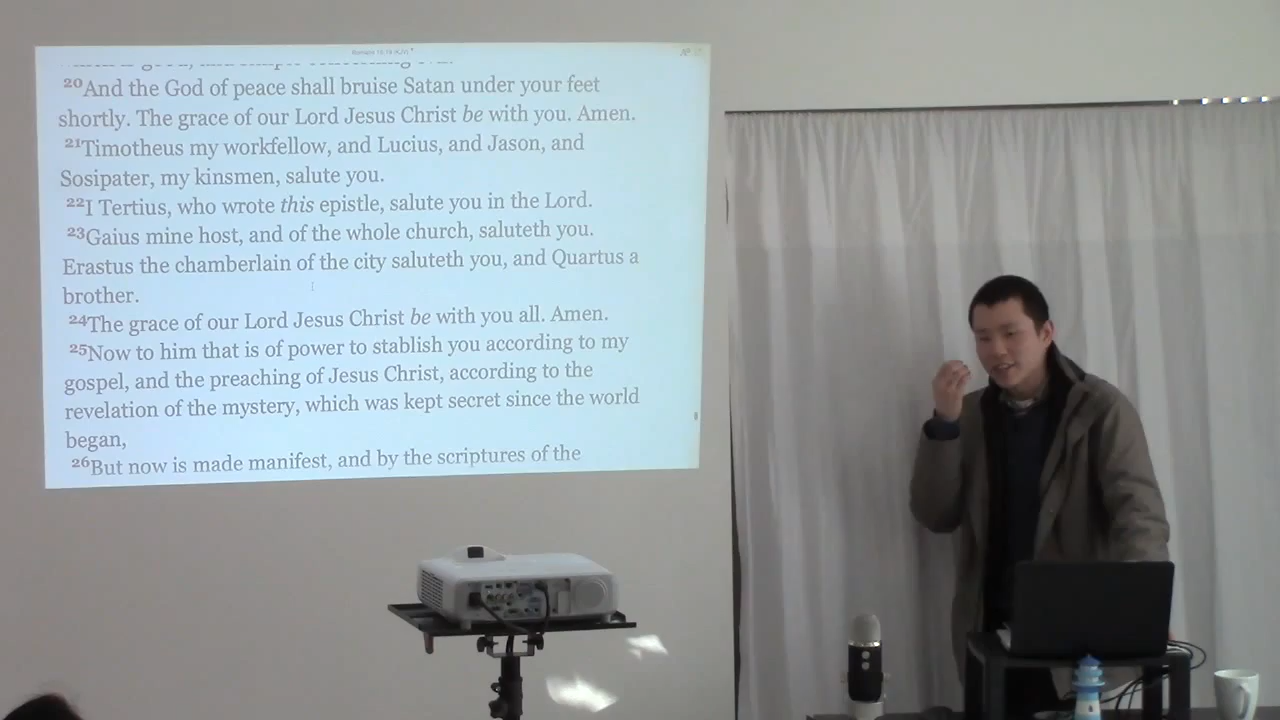 Romans 16:19 (KJV)
²⁰And the God of peace shall bruise Satan under your feet
shortly. The grace of our Lord Jesus Christ be with you. Amen.
²¹Timotheus my workfellow, and Lucius, and Jason, and
Sosipater, my kinsmen, salute you.
²²I Tertius, who wrote this epistle, salute you in the Lord.
²³Gaius mine host, and of the whole church, saluteth you.
Erastus the chamberlain of the city saluteth you, and Quartus a
brother.
²⁴The grace of our Lord Jesus Christ be with you all. Amen.
²⁵Now to him that is of power to stablish you according to my
gospel, and the preaching of Jesus Christ, according to the
revelation of the mystery, which was kept secret since the world
began,
²⁶But now is made manifest, and by the scriptures of the